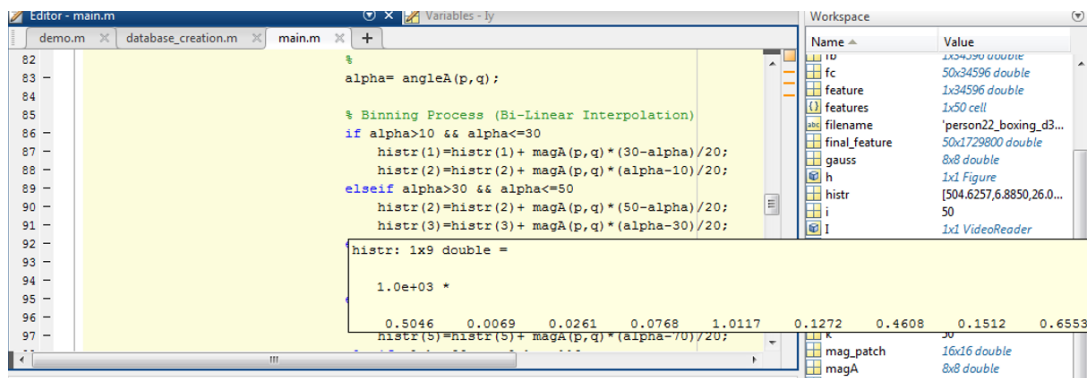 Editor - main.m
Variables - Iy
demo.m
database_creation.m
main.m
+
82 %
83 - alpha= angleA(p,q);
84
85 % Binning Process (Bi-Linear Interpolation)
86 - if alpha>10 && alpha<=30
87 - histr(1)=histr(1)+ magA(p,q)*(30-alpha)/20;
88 - histr(2)=histr(2)+ magA(p,q)*(alpha-10)/20;
89 - elseif alpha>30 && alpha<=50
90 - histr(2)=histr(2)+ magA(p,q)*(50-alpha)/20;
91 - histr(3)=histr(3)+ magA(p,q)*(alpha-30)/20;
92 -
93 -
94 -
95 -
96 -
97 - histr(5)=histr(5)+ magA(p,q)*(alpha-70)/20;
histr: 1x9 double =
1.0e+03 *
0.5046 0.0069 0.0261 0.0768 1.0117 0.1272 0.4608 0.1512 0.6553
Workspace
Name Value
fb 1x34596 double
fc 50x34596 double
feature 1x34596 double
features 1x50 cell
filename 'person22_boxing_d3...
final_feature 50x1729800 double
gauss 8x8 double
h 1x1 Figure
histr [504.6257,6.8850,26.0...
i 50
I 1x1 VideoReader
mag_patch 16x16 double
magA 8x8 double